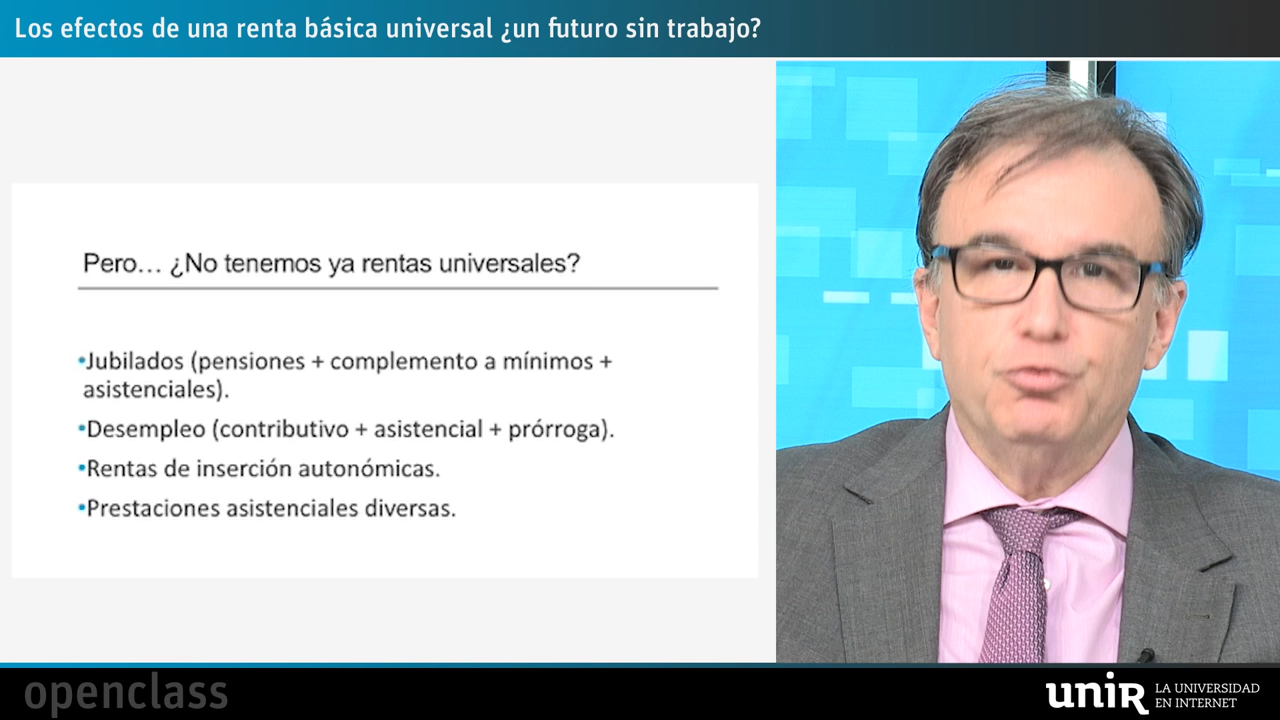 Los efectos de una renta básica universal ¿un futuro sin trabajo?
Pero... ¿No tenemos ya rentas universales?
•Jubilados (pensiones + complemento a mínimos +
asistenciales).
•Desempleo (contributivo + asistencial + prórroga).
•Rentas de inserción autonómicas.
•Prestaciones asistenciales diversas.
openclass
unir
LA UNIVERSIDAD
EN INTERNET